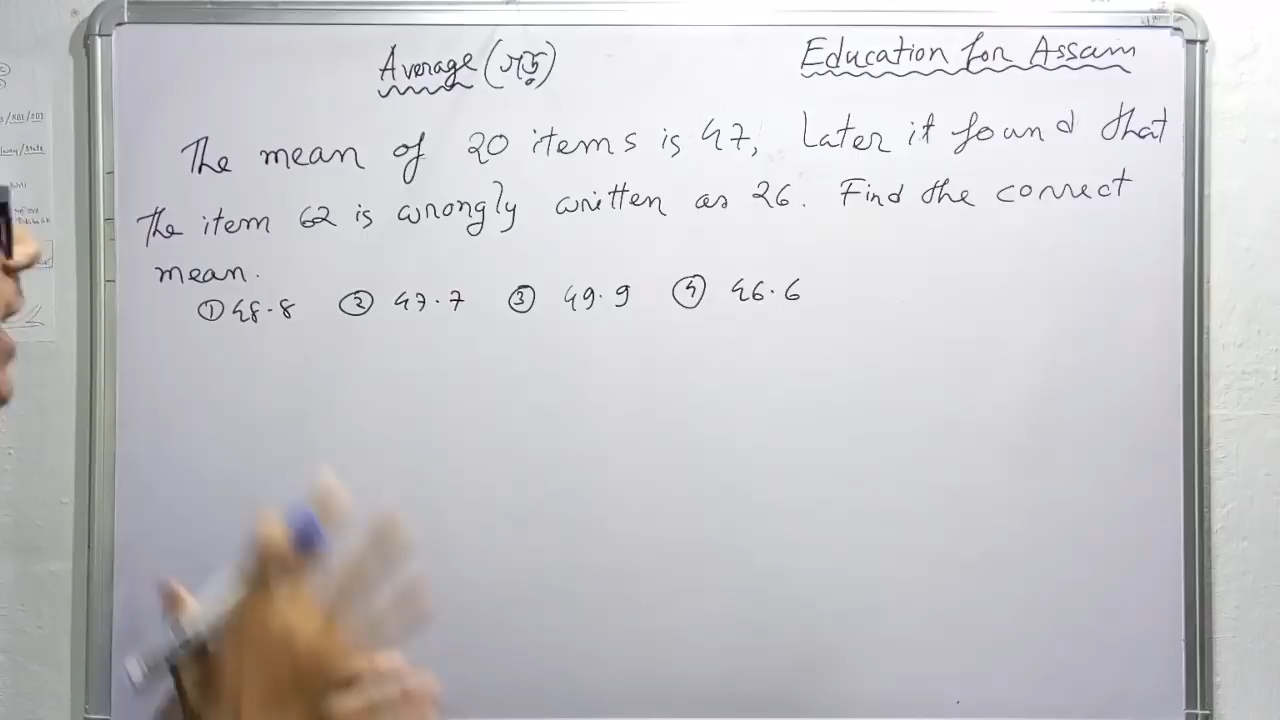 Average (গড়)
Education for Assam
The mean of 20 items is 47, Later it found that
the item 62 is wrongly written as 26. Find the correct
mean.
① 48.8 ② 47.7 ③ 49.9 ④ 46.6